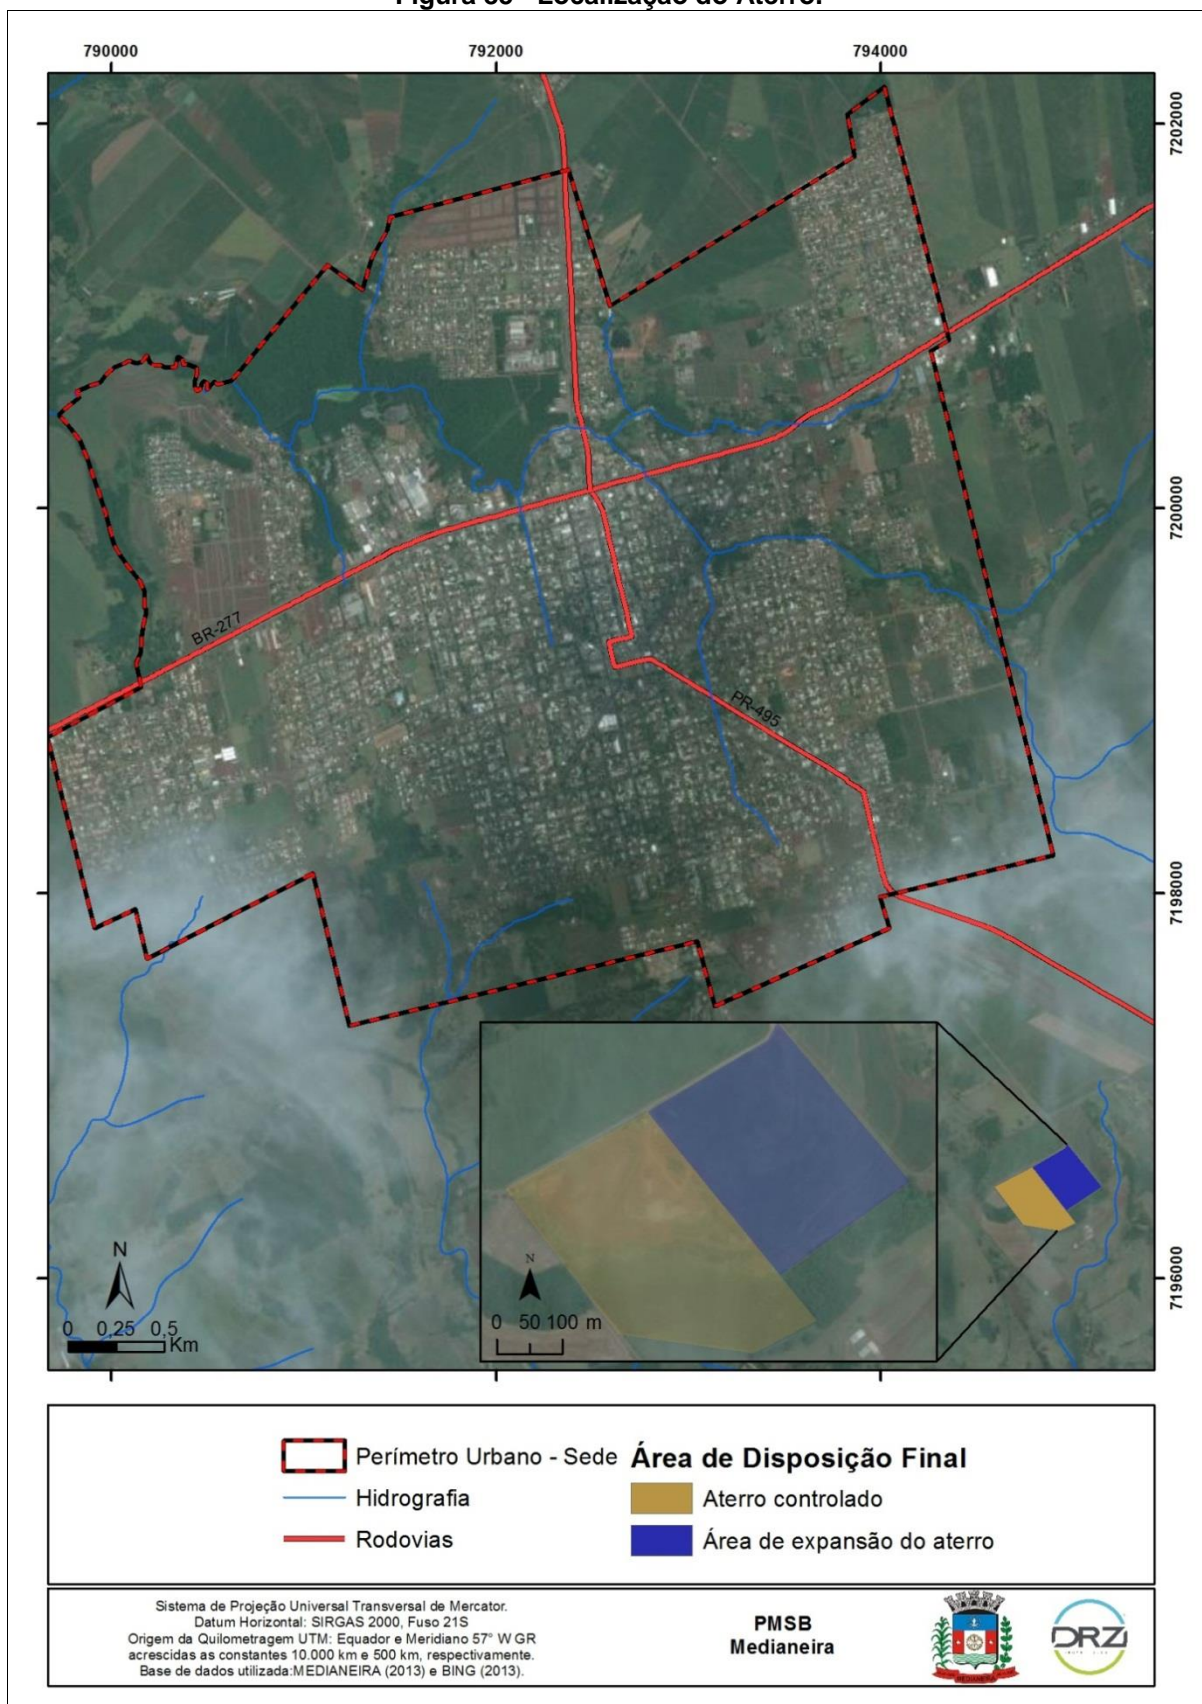 790000
792000
794000
7202000
7200000
7198000
7196000
BR-277
PR-495
N
0 0,25 0,5
Km
N
0 50 100 m
Perímetro Urbano - Sede
Hidrografia
Rodovias
Área de Disposição Final
Aterro controlado
Área de expansão do aterro
Sistema de Projeção Universal Transversal de Mercator.
Datum Horizontal: SIRGAS 2000, Fuso 21S
Origem da Quilometragem UTM: Equador e Meridiano 57° W GR
acrescidas as constantes 10.000 km e 500 km, respectivamente.
Base de dados utilizada:MEDIANEIRA (2013) e BING (2013).
PMSB
Medianeira
MEDIANEIRA
DRZ